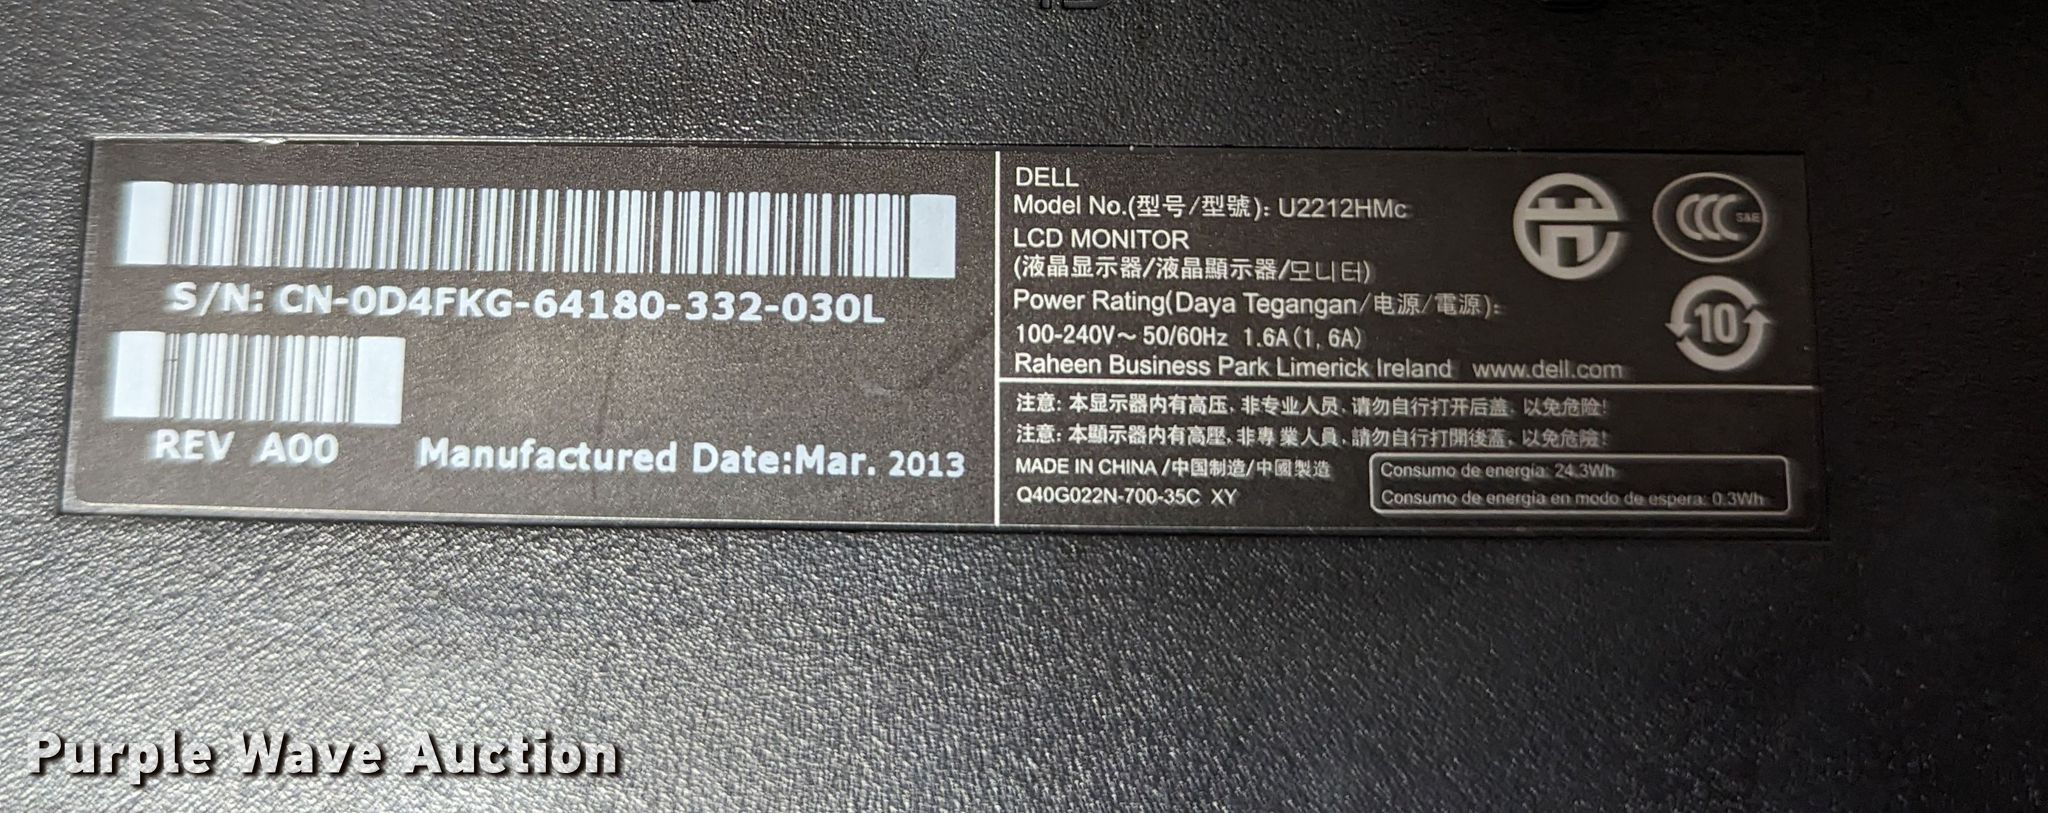 S/N: CN-0D4FKG-64180-332-030L
REV A00
Manufactured Date:Mar. 2013
DELL
Model No.(型号/型號): U2212HMc
LCD MONITOR
(液晶显示器/液晶顯示器/모니터)
Power Rating(Daya Tegangan/电源/電源):
100-240V～ 50/60Hz 1.6A(1, 6A)
Raheen Business Park Limerick Ireland www.dell.com
CCC S&E
10
注意: 本显示器内有高压, 非专业人员, 请勿自行打开后盖, 以免危险!
注意: 本顯示器内有高壓, 非專業人員, 請勿自行打開後蓋, 以免危險!
MADE IN CHINA /中国制造/中國製造
Q40G022N-700-35C XY
Consumo de energía: 24.3Wh
Consumo de energía en modo de espera: 0.3Wh
Purple Wave Auction